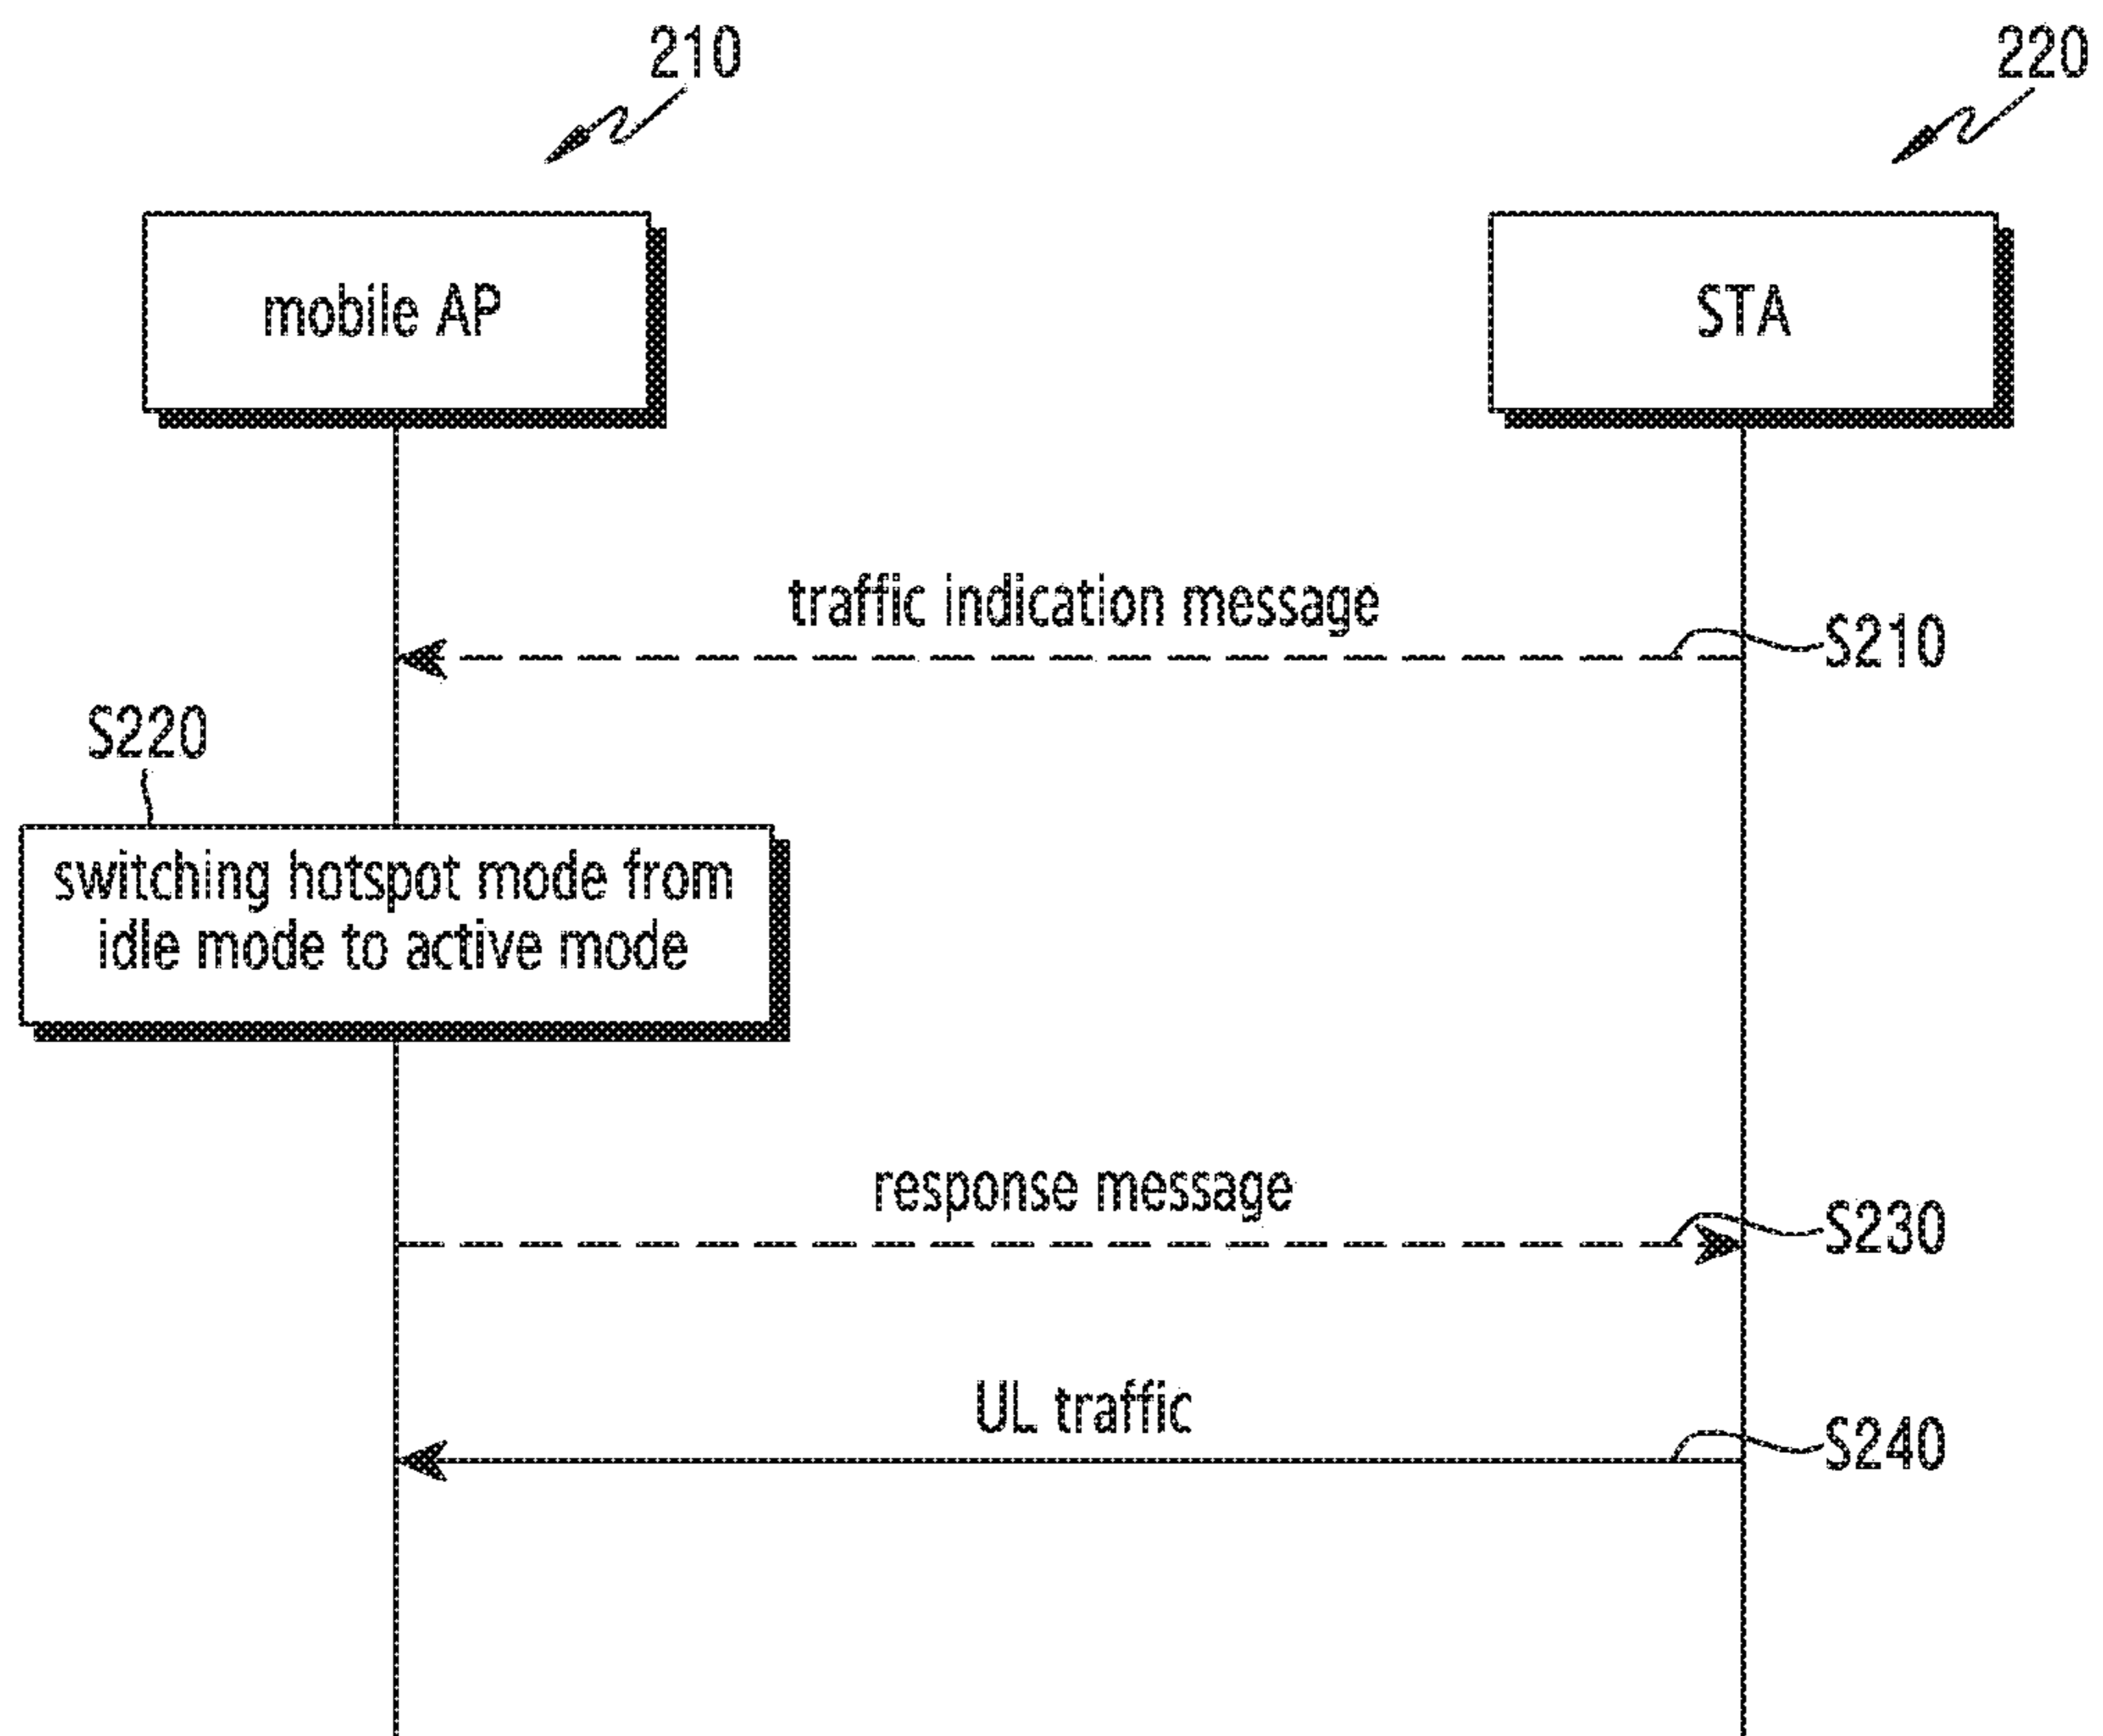 210
220
mobile AP
STA
traffic indication message
S210
S220
switching hotspot mode from
idle mode to active mode
response message
S230
UL traffic
S240